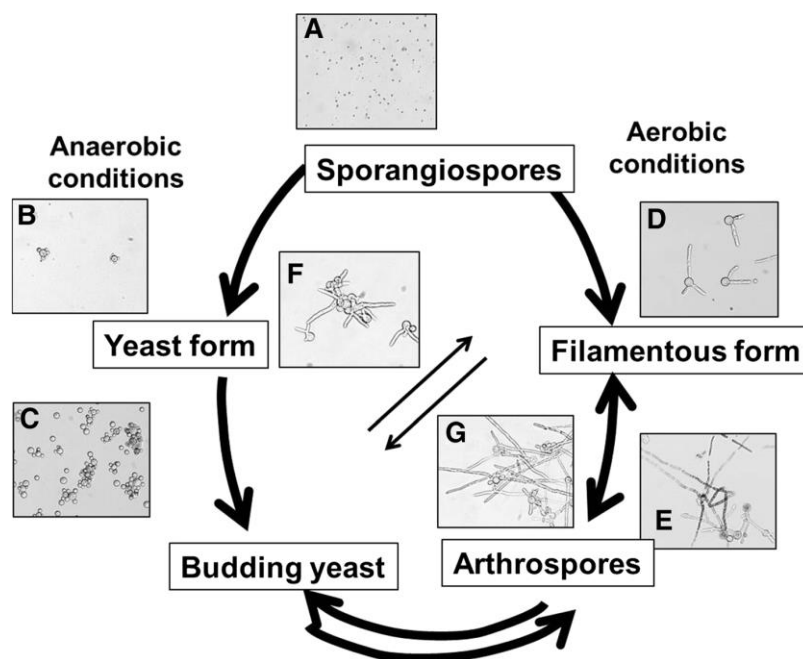 A
Anaerobic
conditions
Aerobic
conditions
Sporangiospores
B
D
F
Yeast form
Filamentous form
C
G
E
Budding yeast
Arthrospores